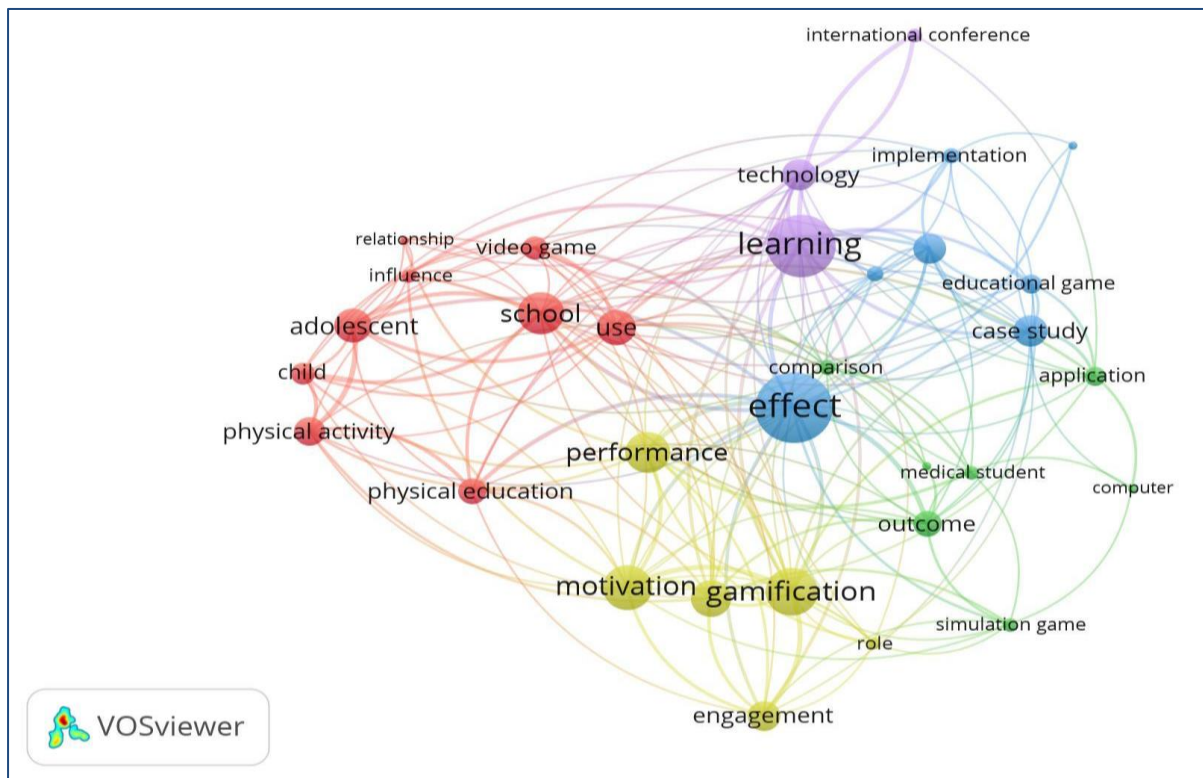 international conference
implementation
technology
relationship
video game
learning
influence
educational game
adolescent
school
use
case study
child
comparison
application
effect
physical activity
performance
medical student
physical education
computer
outcome
motivation
gamification
simulation game
role
engagement
VOSviewer